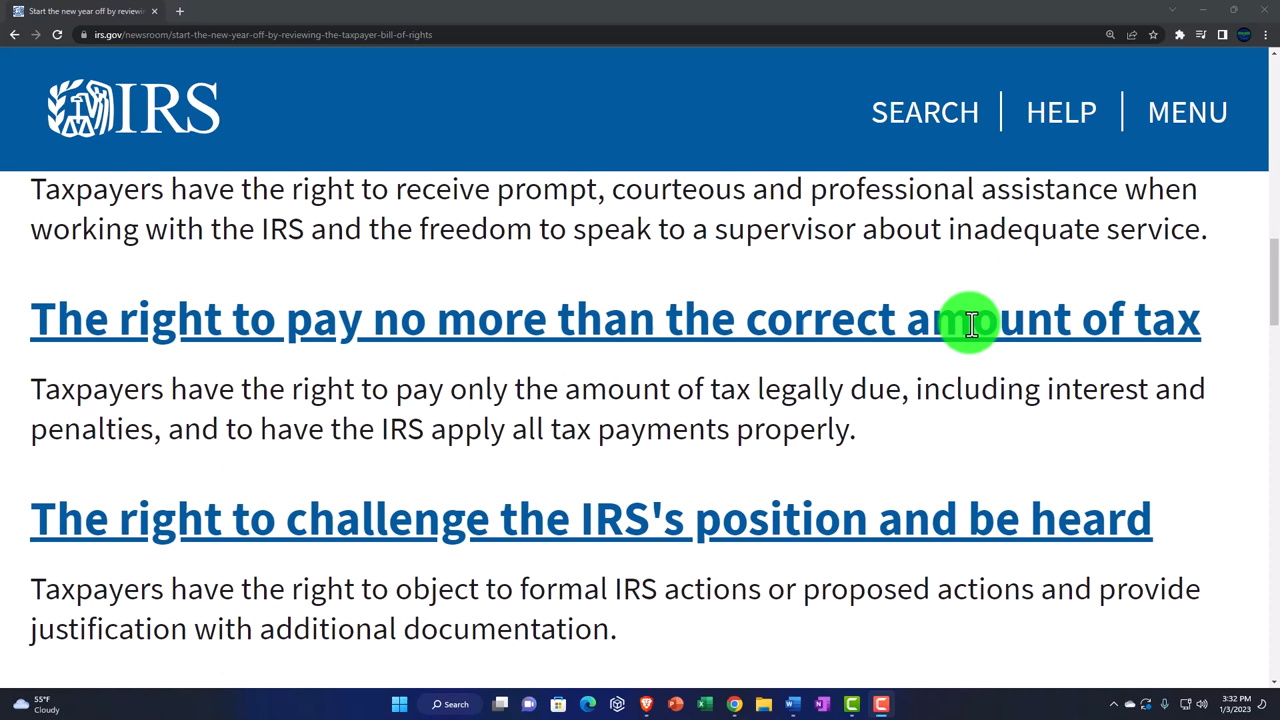 Start the new year off by reviewin
irs.gov/newsroom/start-the-new-year-off-by-reviewing-the-taxpayer-bill-of-rights
IRS
SEARCH HELP MENU
Taxpayers have the right to receive prompt, courteous and professional assistance when
working with the IRS and the freedom to speak to a supervisor about inadequate service.
The right to pay no more than the correct amount of tax
Taxpayers have the right to pay only the amount of tax legally due, including interest and
penalties, and to have the IRS apply all tax payments properly.
The right to challenge the IRS's position and be heard
Taxpayers have the right to object to formal IRS actions or proposed actions and provide
justification with additional documentation.
55°F
Cloudy
Search
3:32 PM
1/3/2023